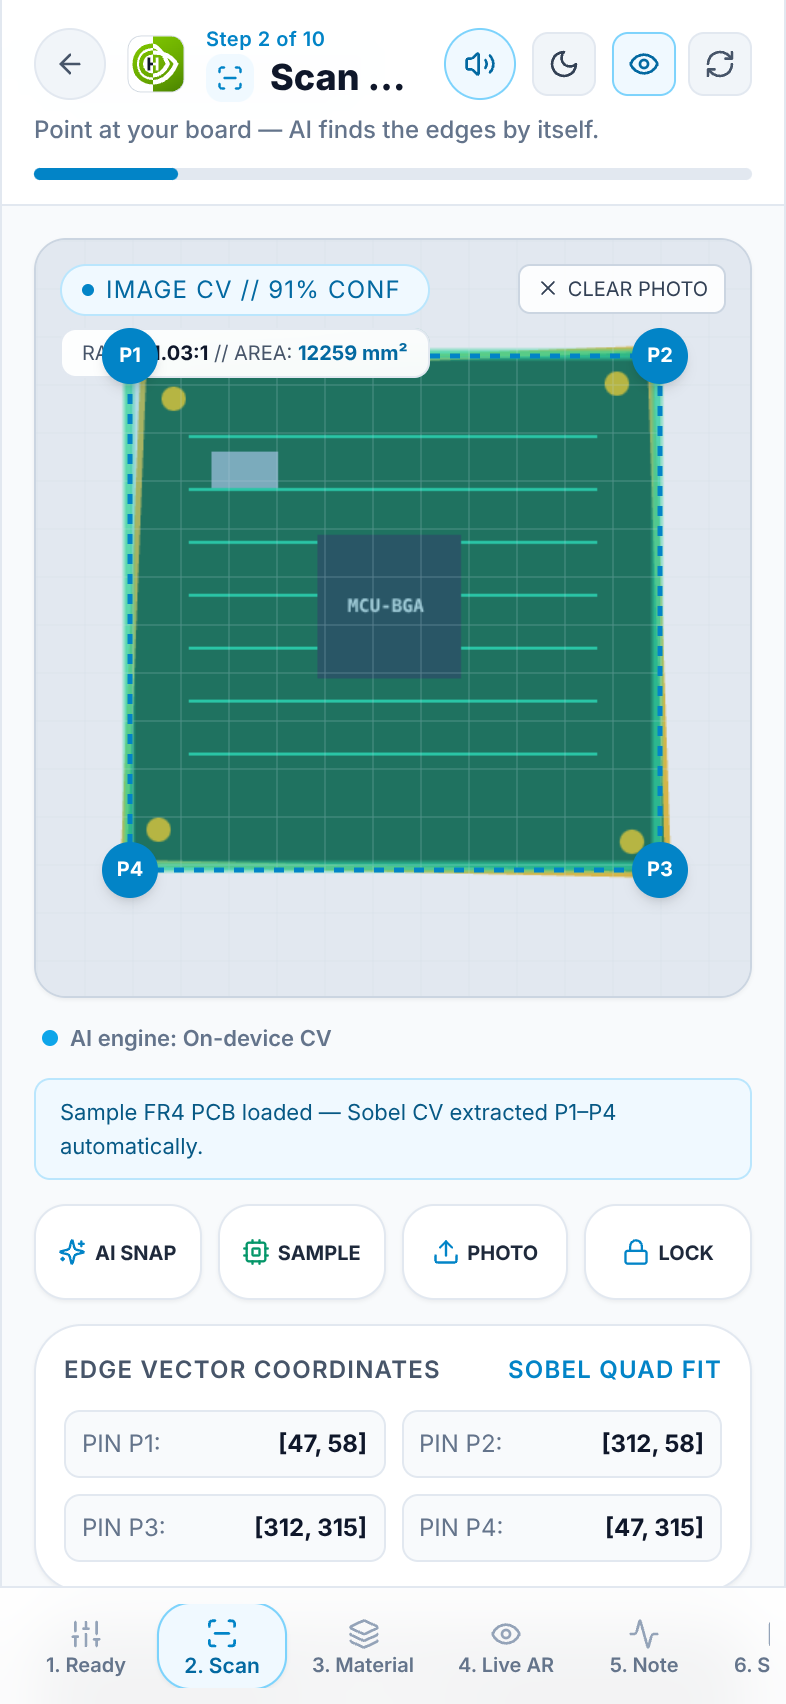 Step 2 of 10
Scan ...
Point at your board — AI finds the edges by itself.
IMAGE CV // 91% CONF
CLEAR PHOTO
1.03:1 // AREA: 12259 mm²
P1
P2
MCU-BGA
P4
P3
AI engine: On-device CV
Sample FR4 PCB loaded — Sobel CV extracted P1–P4
automatically.
AI SNAP
SAMPLE
PHOTO
LOCK
EDGE VECTOR COORDINATES
SOBEL QUAD FIT
PIN P1: [47, 58]
PIN P2: [312, 58]
PIN P3: [312, 315]
PIN P4: [47, 315]
1. Ready
2. Scan
3. Material
4. Live AR
5. Note
6. S